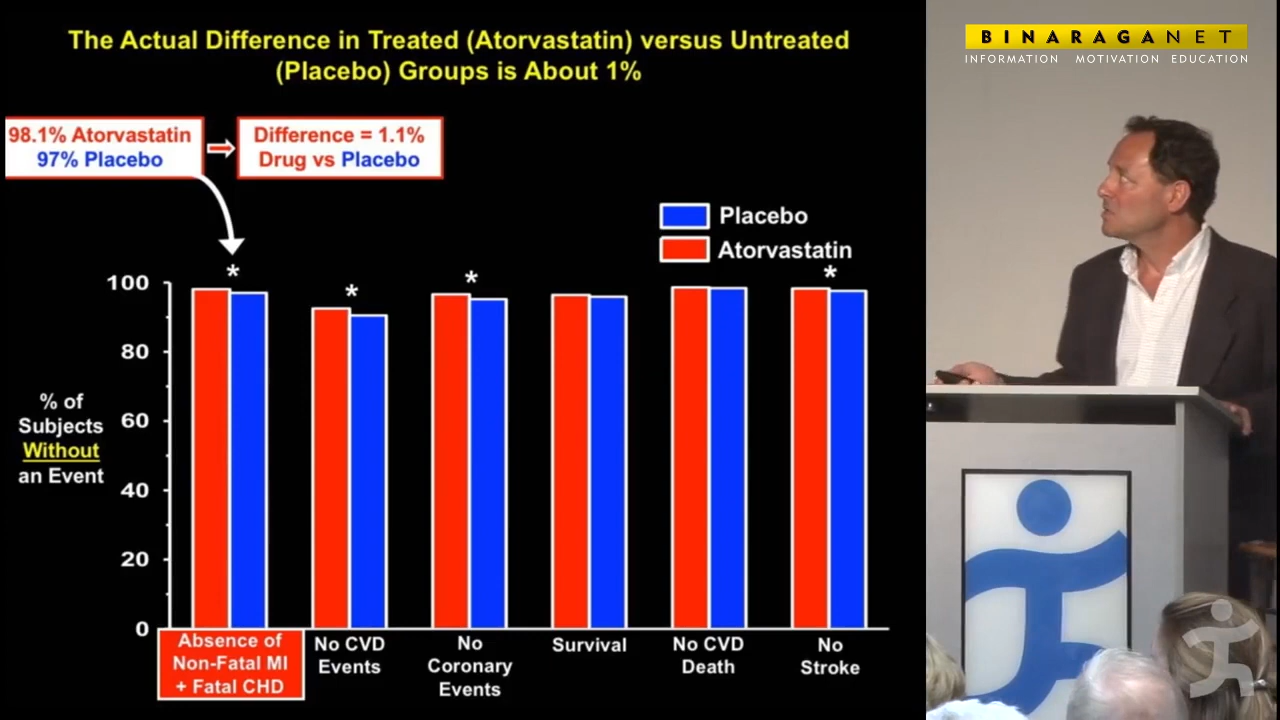 The Actual Difference in Treated (Atorvastatin) versus Untreated
(Placebo) Groups is About 1%
98.1% Atorvastatin
97% Placebo
Difference = 1.1%
Drug vs Placebo
Placebo
Atorvastatin
* * * *
100
80
60
40
20
0
% of
Subjects
Without
an Event
Absence of
Non-Fatal MI
+ Fatal CHD
No CVD
Events
No
Coronary
Events
Survival
No CVD
Death
No
Stroke
BINARAGANET
INFORMATION MOTIVATION EDUCATION